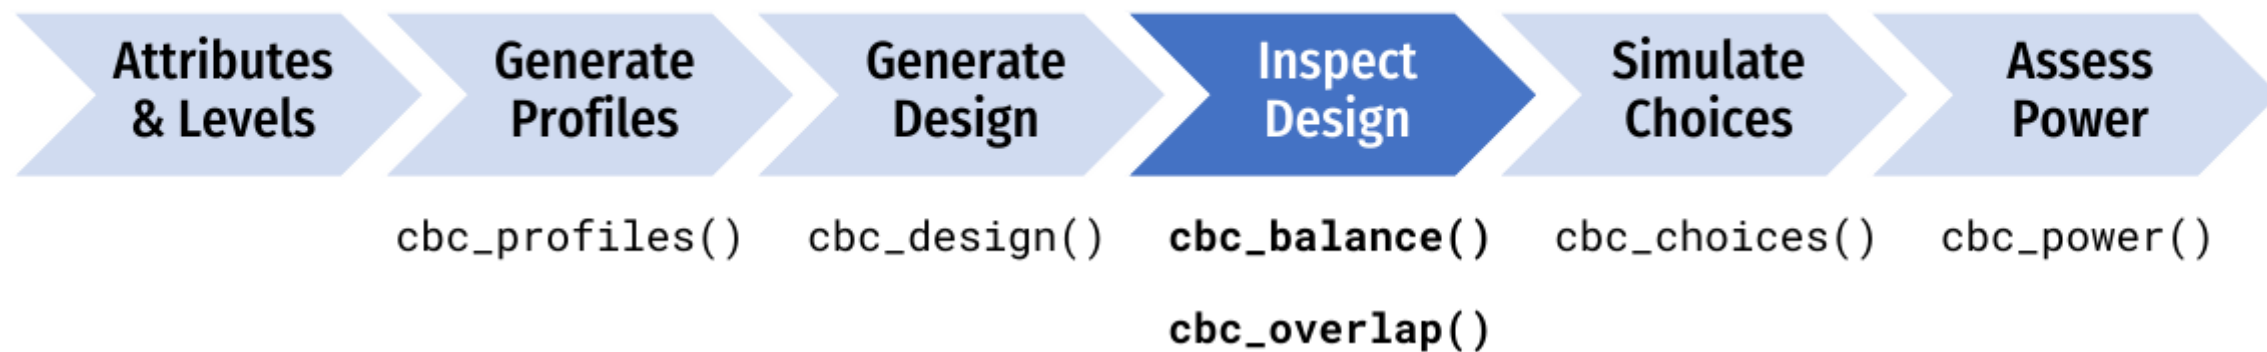 Attributes
& Levels
Generate
Profiles
Generate
Design
Inspect
Design
Simulate
Choices
Assess
Power
cbc_profiles()
cbc_design()
cbc_balance()
cbc_choices()
cbc_power()
cbc_overlap()